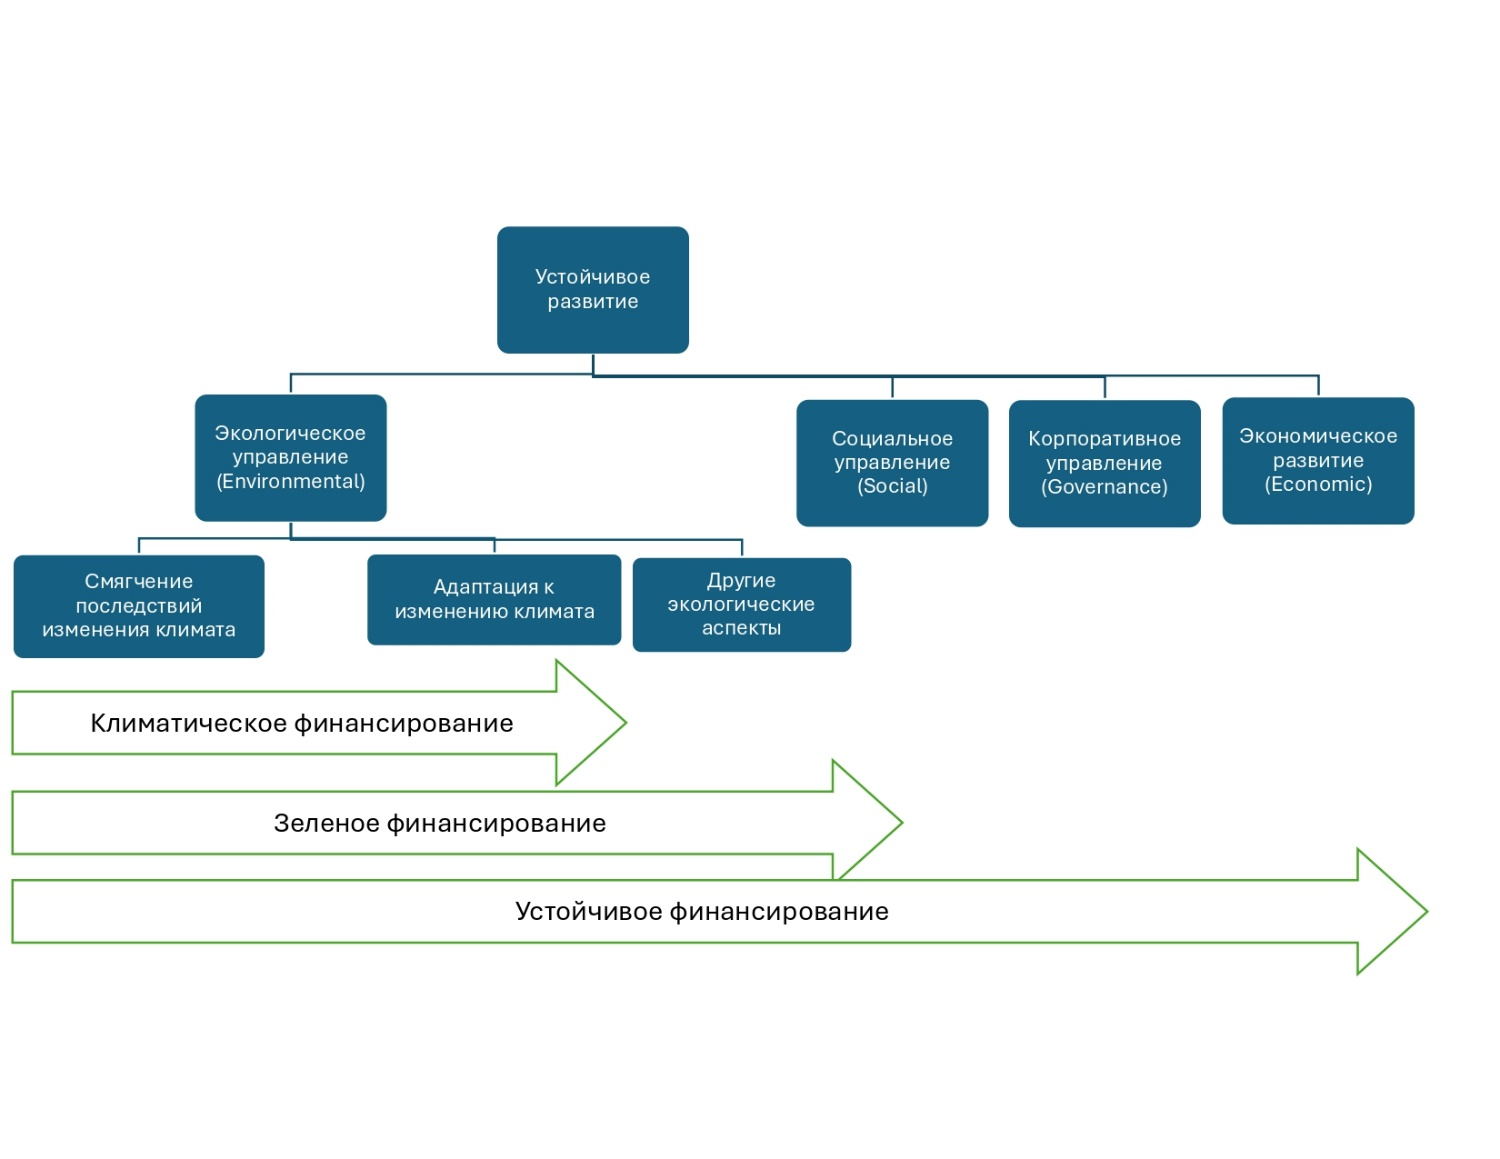 Устойчивое
развитие
Экологическое
управление
(Environmental)
Социальное
управление
(Social)
Корпоративное
управление
(Governance)
Экономическое
развитие
(Economic)
Смягчение
последствий
изменения климата
Адаптация к
изменению климата
Другие
экологические
аспекты
Климатическое финансирование
Зеленое финансирование
Устойчивое финансирование